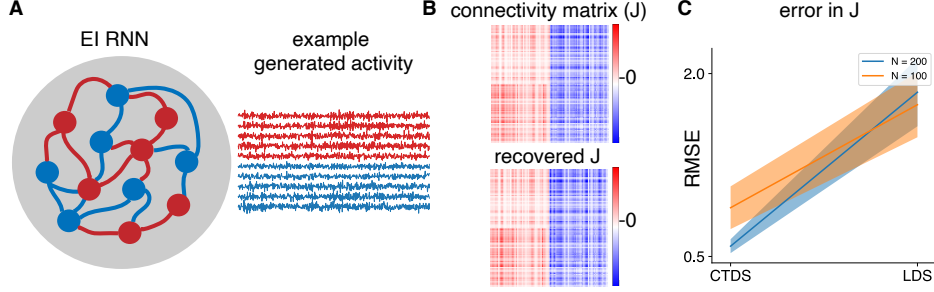 A
EI RNN
example
generated activity
B
connectivity matrix (J)
0
recovered J
0
C
error in J
N = 200
N = 100
2.0
RMSE
0.5
CTDS
LDS